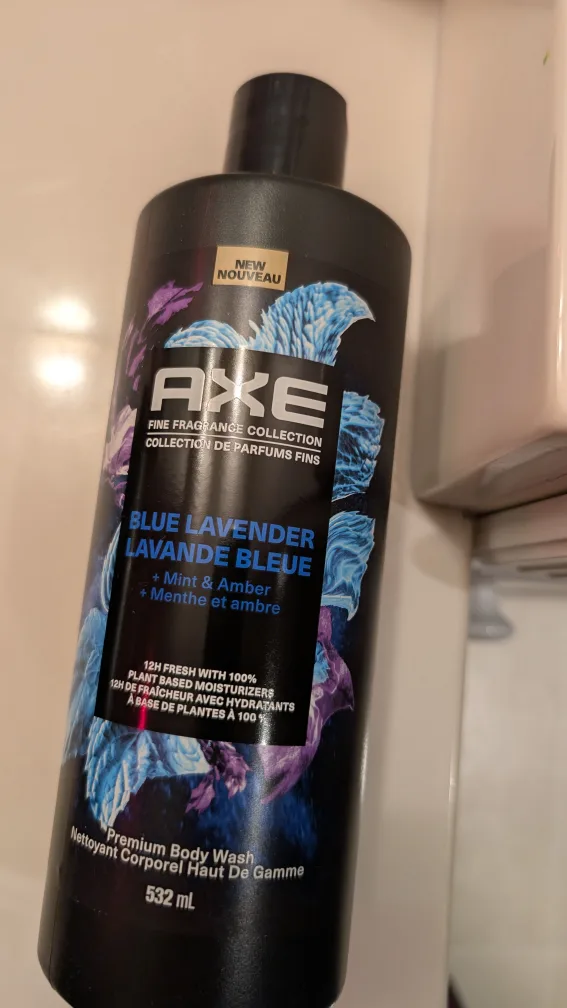 NEW
NOUVEAU
AXE
FINE FRAGRANCE COLLECTION
COLLECTION DE PARFUMS FINS
BLUE LAVENDER
LAVANDE BLEUE
+ Mint & Amber
+ Menthe et ambre
12H FRESH WITH 100%
PLANT BASED MOISTURIZERS
12H DE FRAÎCHEUR AVEC HYDRATANTS
À BASE DE PLANTES À 100 %
Premium Body Wash
Nettoyant Corporel Haut De Gamme
532 mL